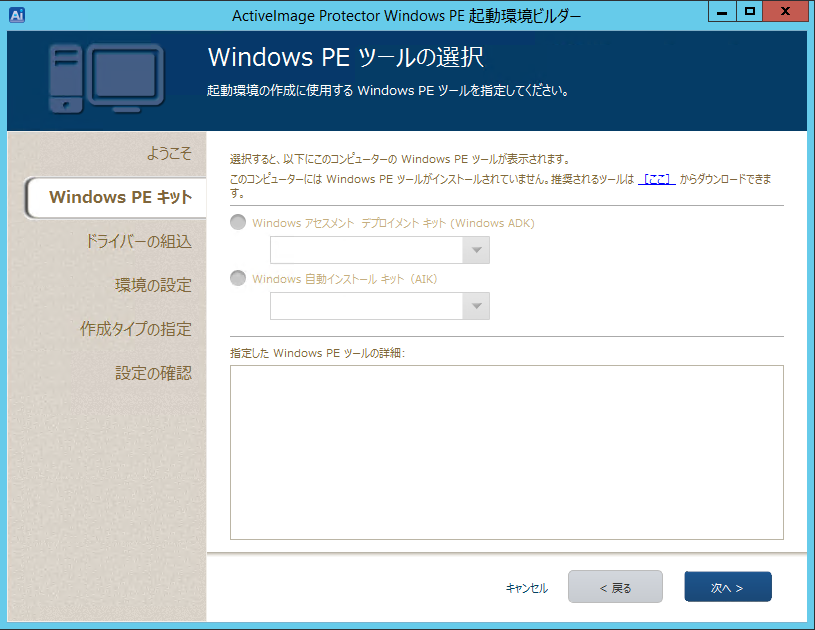 Ai
ActiveImage Protector Windows PE 起動環境ビルダー
Windows PE ツールの選択
起動環境の作成に使用する Windows PE ツールを指定してください。
ようこそ
Windows PE キット
ドライバーの組込
環境の設定
作成タイプの指定
設定の確認
選択すると、以下にこのコンピューターの Windows PE ツールが表示されます。
このコンピューターには Windows PE ツールがインストールされていません。推奨されるツールは [ここ] からダウンロードできま
す。
Windows アセスメント デプロイメント キット (Windows ADK)
Windows 自動インストール キット (AIK)
指定した Windows PE ツールの詳細:
キャンセル
< 戻る
次へ >